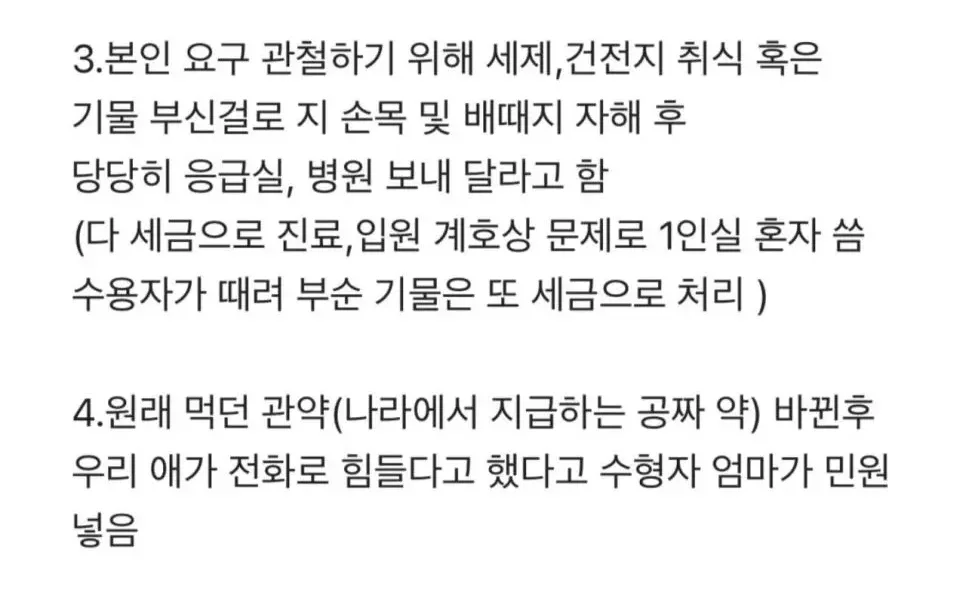 3.본인 요구 관철하기 위해 세제,건전지 취식 혹은
기물 부신걸로 지 손목 및 배때지 자해 후
당당히 응급실, 병원 보내 달라고 함
(다 세금으로 진료,입원 계호상 문제로 1인실 혼자 씀
수용자가 때려 부순 기물은 또 세금으로 처리 )
4.원래 먹던 관약(나라에서 지급하는 공짜 약) 바뀐후
우리 애가 전화로 힘들다고 했다고 수형자 엄마가 민원
넣음